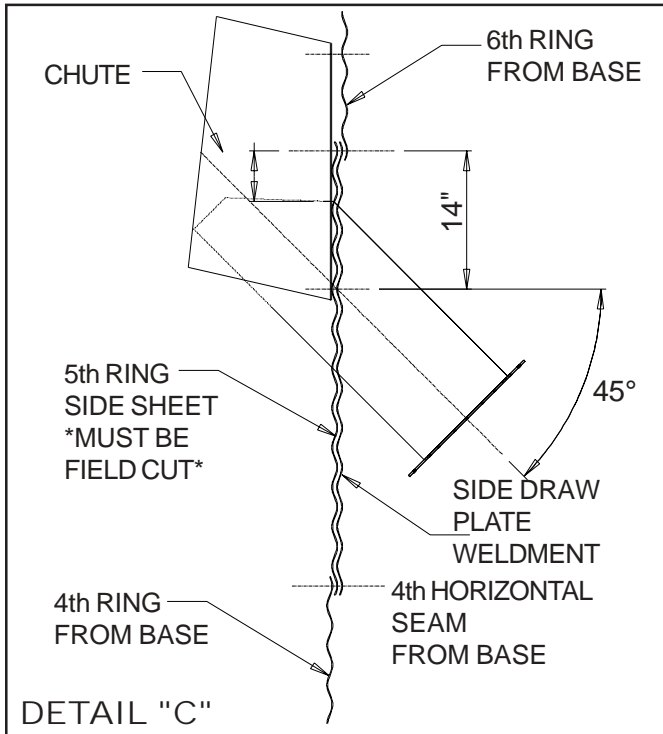 6th RING
FROM BASE
CHUTE
14"
45°
5th RING
SIDE SHEET
*MUST BE
FIELD CUT*
SIDE DRAW
PLATE
WELDMENT
4th RING
FROM BASE
4th HORIZONTAL
SEAM
FROM BASE
DETAIL "C"